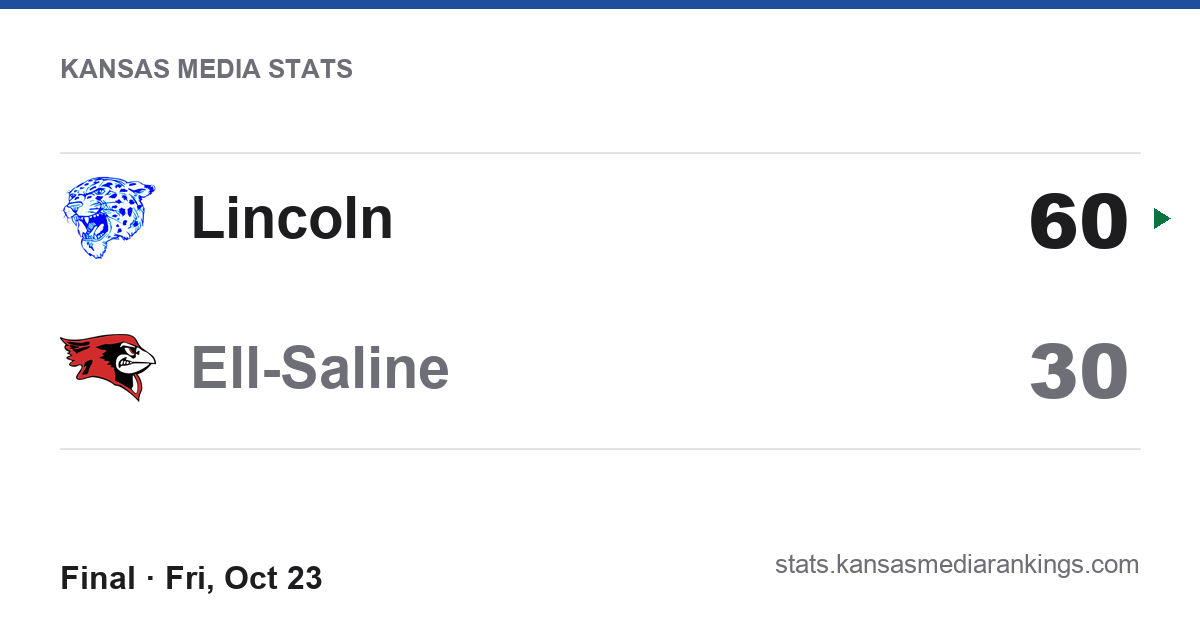 KANSAS MEDIA STATS
Lincoln 60
Ell-Saline 30
Final · Fri, Oct 23
stats.kansasmediarankings.com